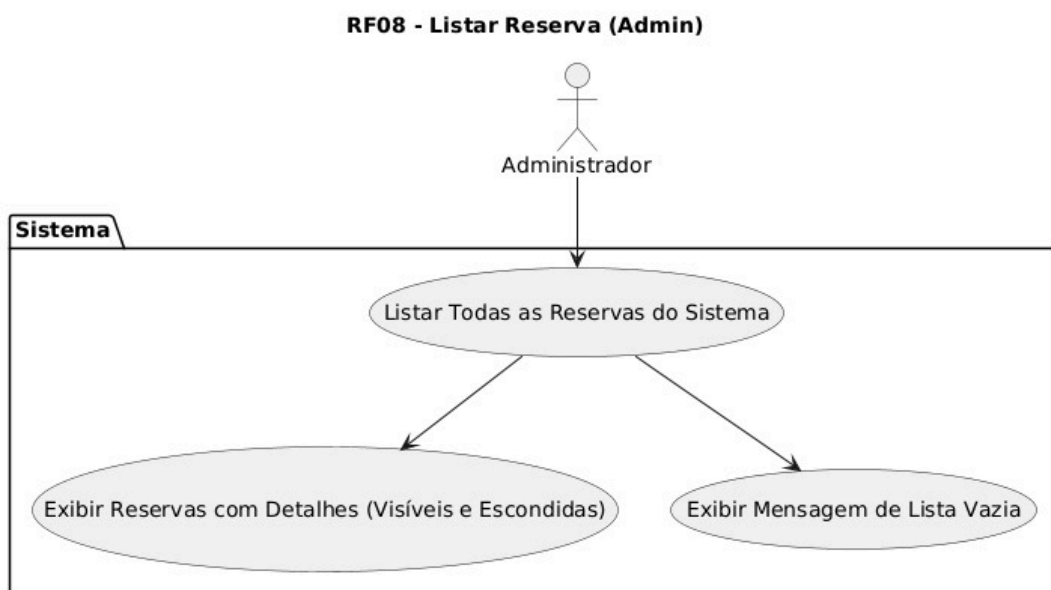 RF08 - Listar Reserva (Admin)
Administrador
Sistema
Listar Todas as Reservas do Sistema
Exibir Reservas com Detalhes (Visíveis e Escondidas)
Exibir Mensagem de Lista Vazia